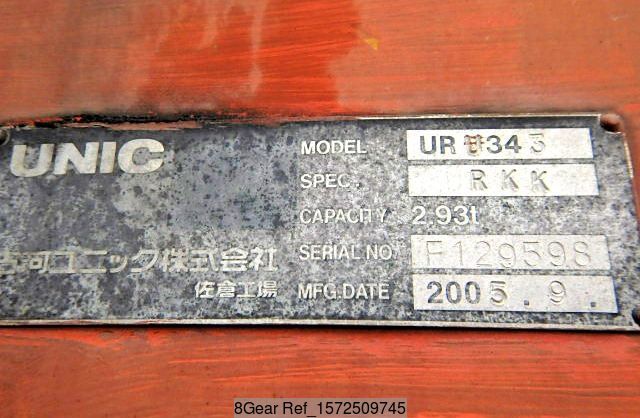 UNIC
MODEL URU343
SPEC. RKK
CAPACITY 2.93t
SERIAL NO F129598
古河ユニック株式会社
佐倉工場 MFG.DATE 2005.9.
8Gear Ref_1572509745